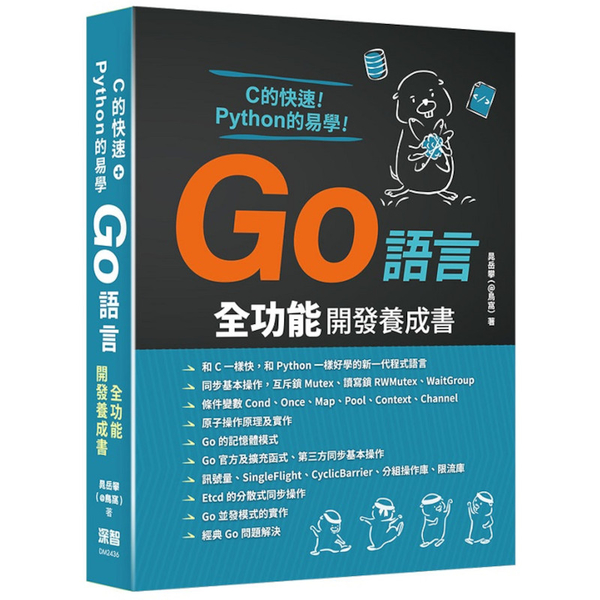 C的快速+
Python的易學
Go
語言
全功能
開發養成書
晁岳攀
(@鳥窩)
著
深智
DM2436
C的快速!
Python的易學!
</>
Go
語言
晁岳攀(@鳥窩) 著
全功能開發養成書
和 C 一樣快,和 Python 一樣好學的新一代程式語言
同步基本操作,互斥鎖 Mutex、讀寫鎖 RWMutex、WaitGroup
條件變數 Cond、Once、Map、Pool、Context、Channel
原子操作原理及實作
Go 的記憶體模式
Go 官方及擴充函式、第三方同步基本操作
訊號量、SingleFlight、CyclicBarrier、分組操作庫、限流庫
Etcd 的分散式同步操作
Go 並發模式的實作
經典 Go 問題解決